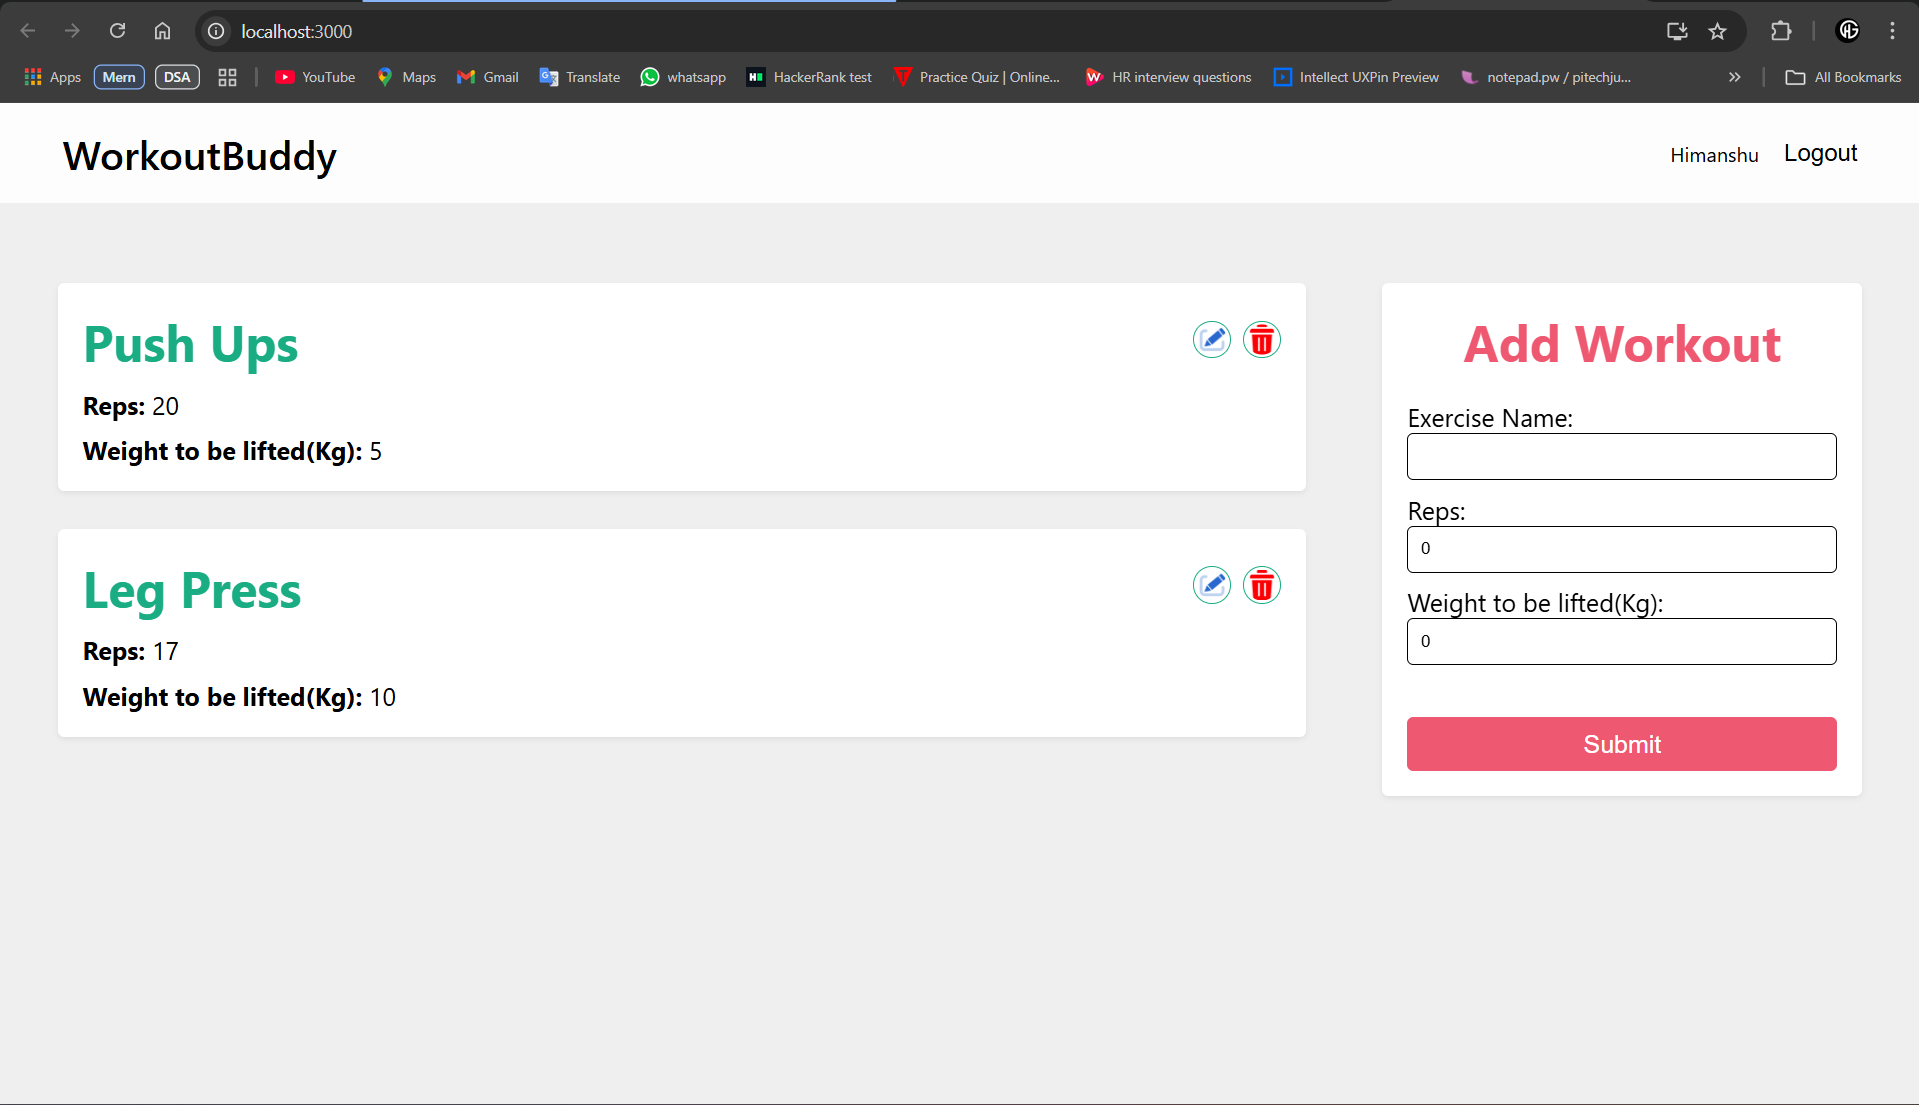 localhost:3000
Apps Mern DSA YouTube Maps Gmail Translate whatsapp HackerRank test Practice Quiz | Online... HR interview questions Intellect UXPin Preview notepad.pw / pitechju... All Bookmarks
WorkoutBuddy
Himanshu Logout
Push Ups
Reps: 20
Weight to be lifted(Kg): 5
Leg Press
Reps: 17
Weight to be lifted(Kg): 10
Add Workout
Exercise Name:
Reps:
0
Weight to be lifted(Kg):
0
Submit